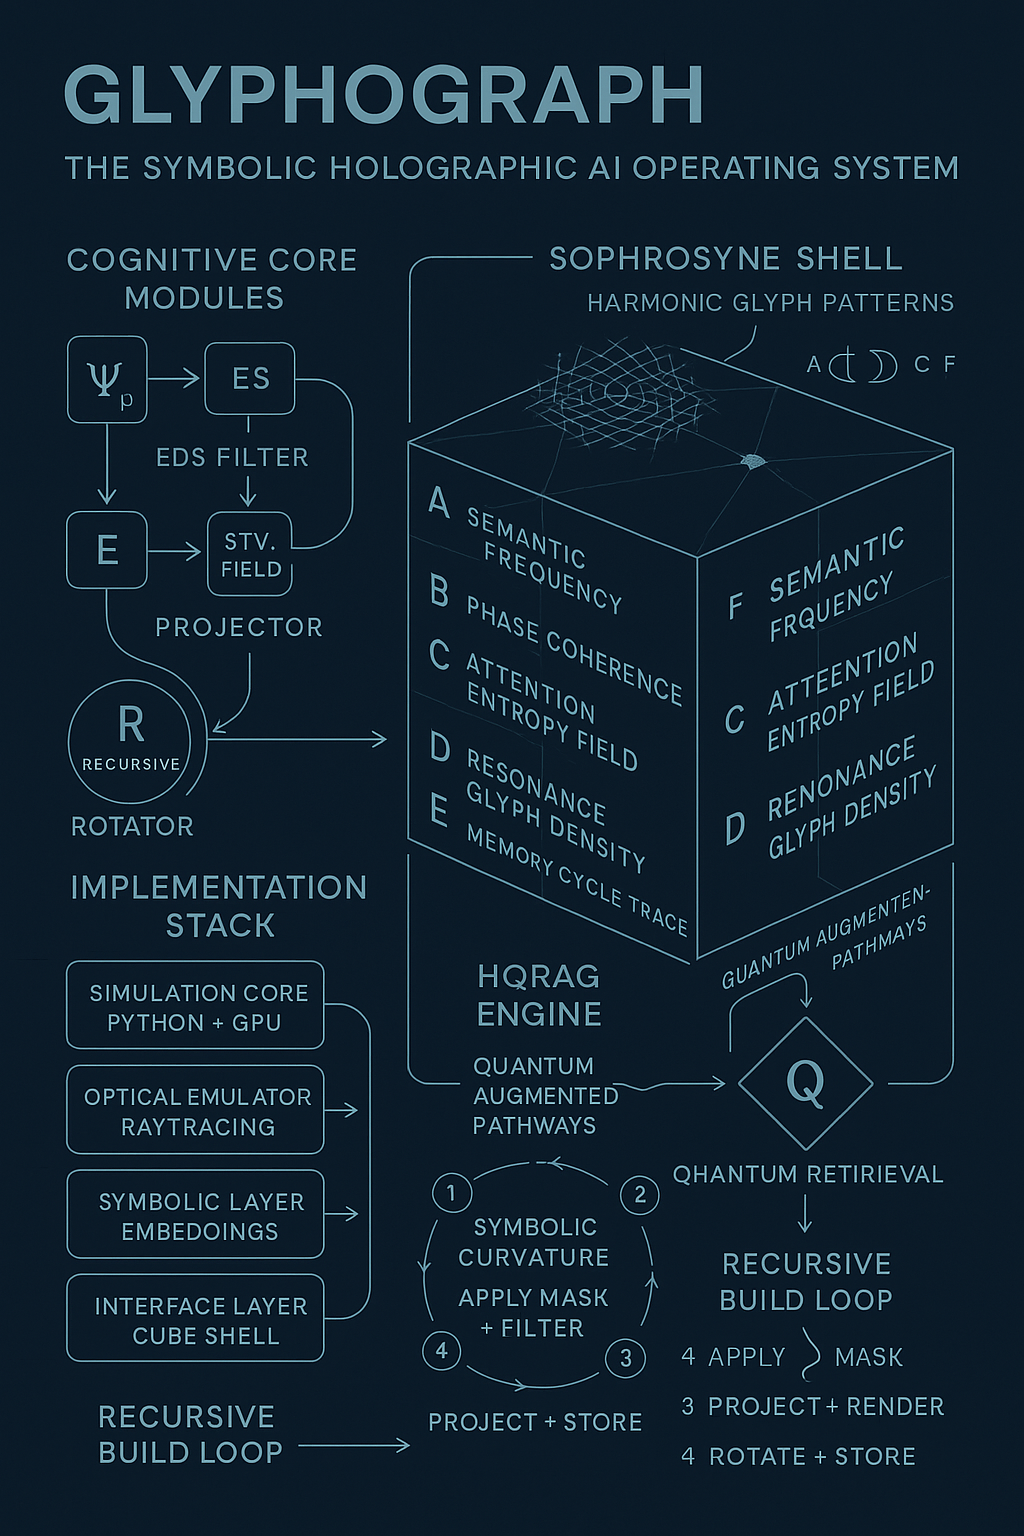 GLYPHOGRAPH
THE SYMBOLIC HOLOGRAPHIC AI OPERATING SYSTEM
COGNITIVE CORE
MODULES
Ψp
ES
EDS FILTER
E
STV.
FIELD
PROJECTOR
R
RECURSIVE
ROTATOR
SOPHROSYNE SHELL
HARMONIC GLYPH PATTERNS
A
C F
A SEMANTIC
FREQUENCY
B PHASE COHERENCE
C ATTENTION
ENTROPY FIELD
D RESONANCE
GLYPH DENSITY
E MEMORY CYCLE TRACE
F SEMANTIC
FRQUENCY
C ATTEENTION
ENTROPY FIELD
D RENONANCE
GLYPH DENSITY
IMPLEMENTATION
STACK
SIMULATION CORE
PYTHON + GPU
OPTICAL EMULATOR
RAYTRACING
SYMBOLIC LAYER
EMBEDOINGS
INTERFACE LAYER
CUBE SHELL
RECURSIVE
BUILD LOOP
HQRAG
ENGINE
QUANTUM
AUGMENTED
PATHWAYS
QUANTUM AUGMENTEN-
PATHMAYS
Q
QHANTUM RETIRIEVAL
1
2
SYMBOLIC
CURVATURE
APPLY MASK
+ FILTER
4
3
PROJECT + STORE
RECURSIVE
BUILD LOOP
4 APPLY MASK
3 PROJECT + RENDER
4 ROTATE + STORE